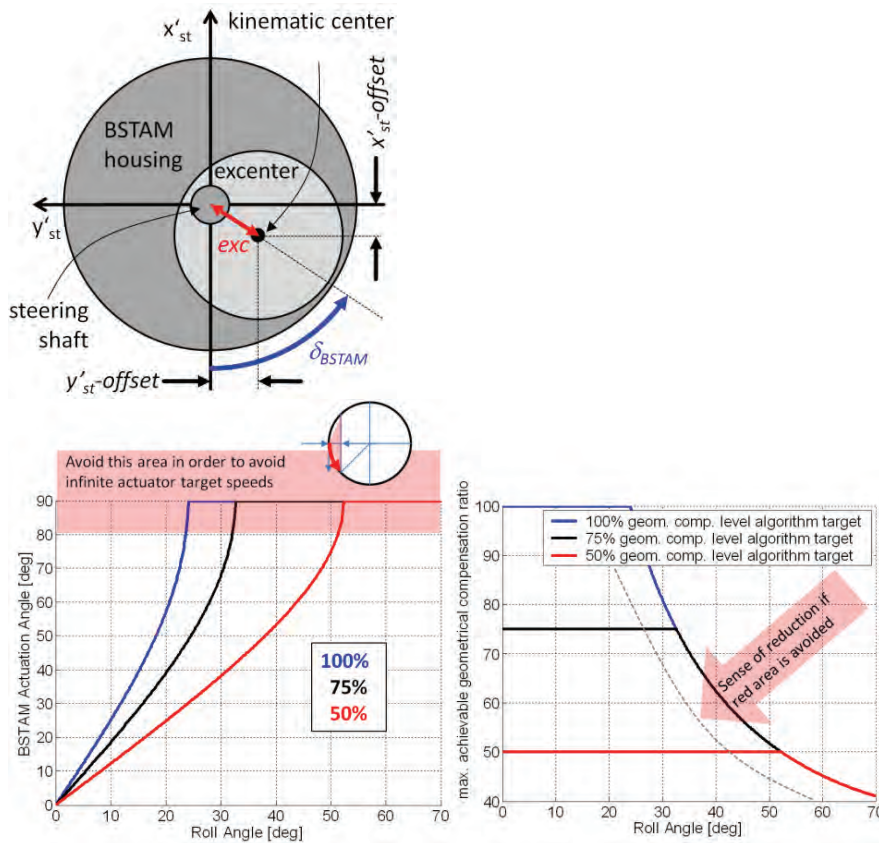 x'st
kinematic center
BSTAM
housing
excenter
x'st-offset
y'st
exc
steering
shaft
δBSTAM
y'st-offset
Avoid this area in order to avoid
infinite actuator target speeds
90
80
70
60
50
40
30
20
10
0
BSTAM Actuation Angle [deg]
100%
75%
50%
0 10 20 30 40 50 60 70
Roll Angle [deg]
max. achievable geometrical compensation ratio
100
90
80
70
60
50
40
100% geom. comp. level algorithm target
75% geom. comp. level algorithm target
50% geom. comp. level algorithm target
Sense of reduction if
red area is avoided
0 10 20 30 40 50 60 70
Roll Angle [deg]